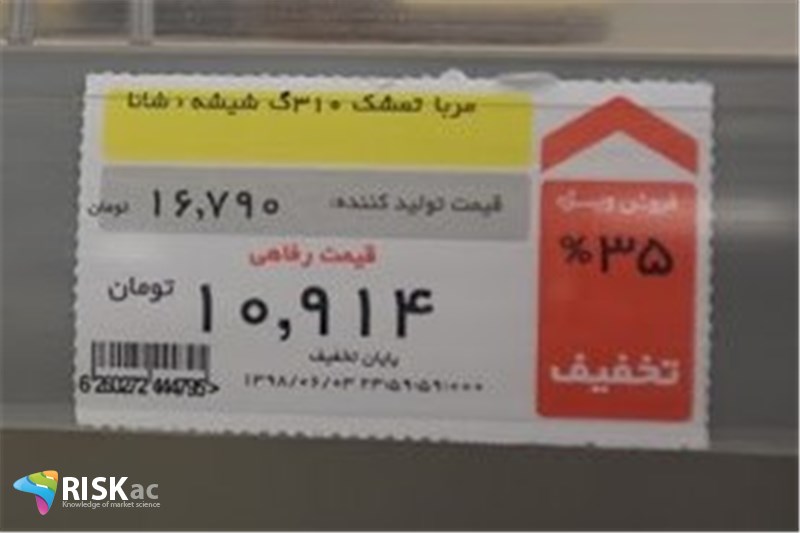 مربا تمشک ۳۱۰گ شیشه،شانا
قیمت تولید کننده:
۱۶,۷۹۰ تومان
قیمت رفاهی
۱۰,۹۱۴ تومان
پایان تخفیف
۱۳۹۸/۰۶/۰۳ ۲۳:۵۹:۵۹:۰۰۰
6 260272 444795>
فروش ویژه
%۳۵
تخفیف
RISKac
Knowledge of market science